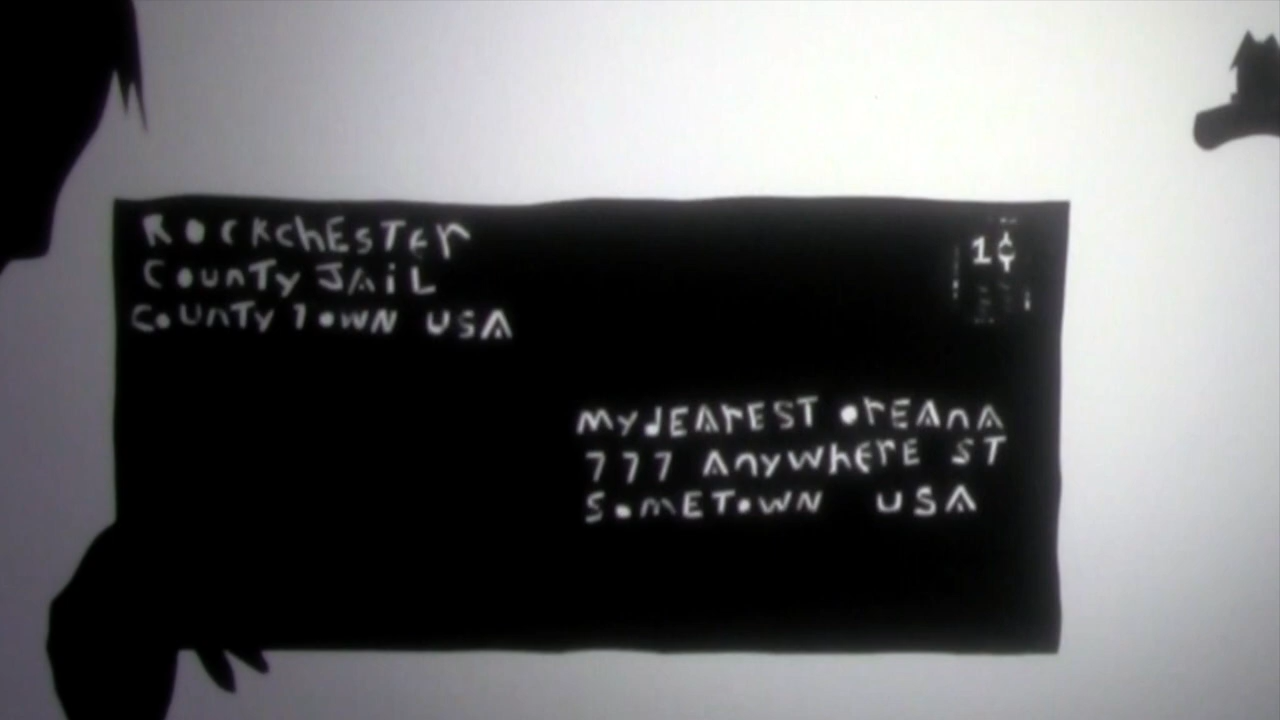 RockchEsTer
County JAiL
County Town USA
1¢
My dEArEST OrEAnA
777 AnywhErE ST
SomETown USA